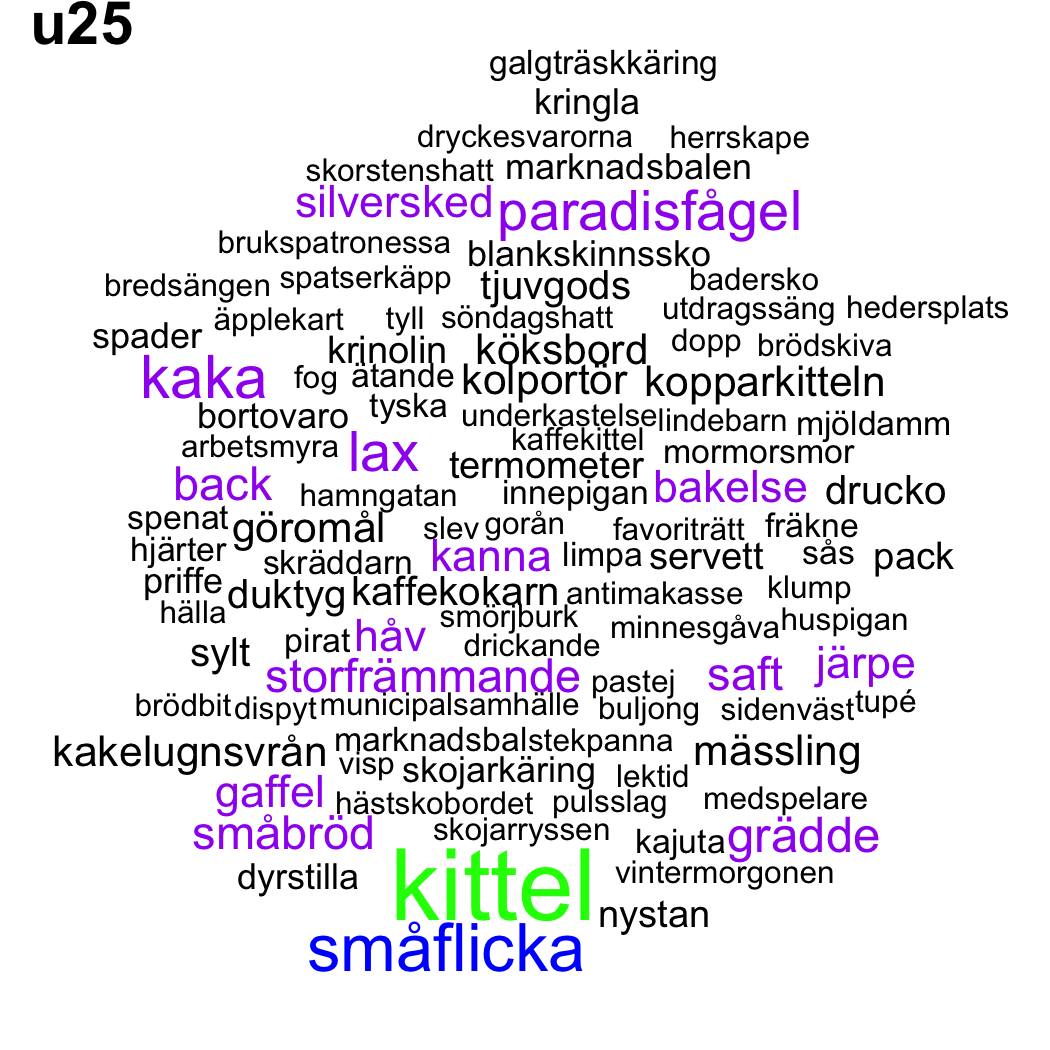 u25
galgträskkäring
kringla
dryckesvarorna herrskape
skorstenshatt marknadsbalen
silversked paradisfågel
brukspatronessa blankskinnssko
bredsängen spatserkäpp tjuvgods badersko
äpplekart tyll söndagshatt utdragssäng hedersplats
spader krinolin köksbord dopp brödskiva
kaka fog ätande kolportör kopparkitteln
bortovaro tyska underkastelse lindebarn mjöldamm
arbetsmyra lax kaffekittel mormorsmor
termometer
back hamngatan innepigan bakelse drucko
spenat göromål slev gorån favoriträtt fräkne
hjärter skräddarn kanna limpa servett sås pack
priffe duktyg kaffekokarn antimakasse klump
hälla smörjburk minnesgåva huspigan
sylt pirat håv drickande
storfrämmande pastej saft järpe
brödbit dispyt municipalsamhälle buljong sidenväst tupé
kakelugnsvrån marknadsbal stekpanna mässling
visp skojarkäring lektid
gaffel hästskobordet pulsslag medspelare
småbröd skojarryssen kajuta grädde
dyrstilla kittel vintermorgonen
nystan
småflicka